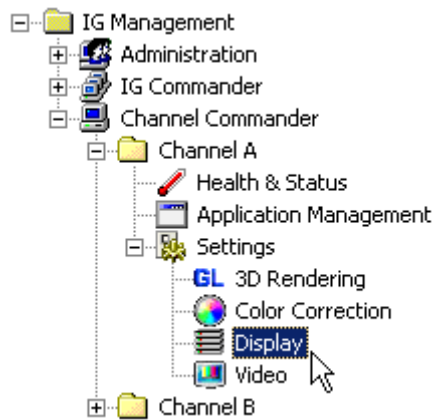 IG Management
Administration
IG Commander
Channel Commander
Channel A
Health & Status
Application Management
Settings
GL 3D Rendering
Color Correction
Display
Video
Channel B